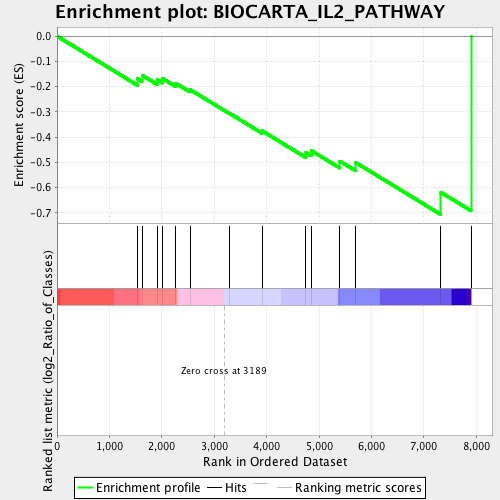 Enrichment plot: BIOCARTA_IL2_PATHWAY
Enrichment score (ES)
0.0
-0.1
-0.2
-0.3
-0.4
-0.5
-0.6
-0.7
Ranked list metric (log2_Ratio_of_Classes)
Zero cross at 3189
0 1,000 2,000 3,000 4,000 5,000 6,000 7,000 8,000
Rank in Ordered Dataset
Enrichment profile Hits Ranking metric scores